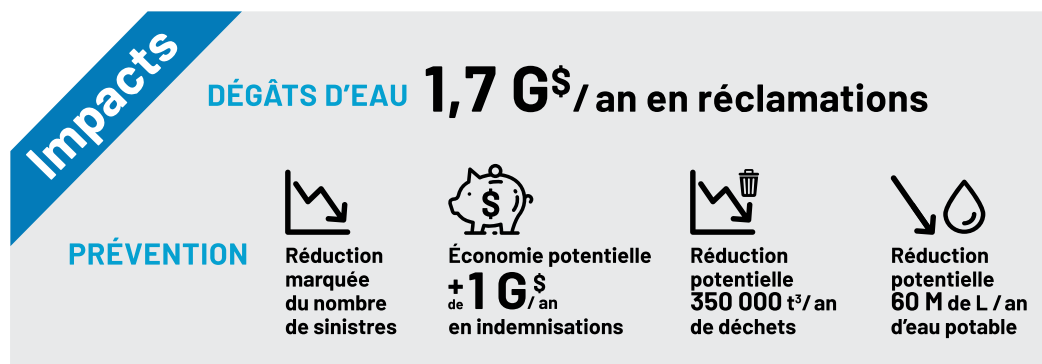 Impacts
DÉGÂTS D’EAU 1,7 G$/an en réclamations
PRÉVENTION
Réduction
marquée
du nombre
de sinistres
$
Économie potentielle
+ de 1 G$/an
en indemnisations
Réduction
potentielle
350 000 t³/an
de déchets
Réduction
potentielle
60 M de L / an
d’eau potable